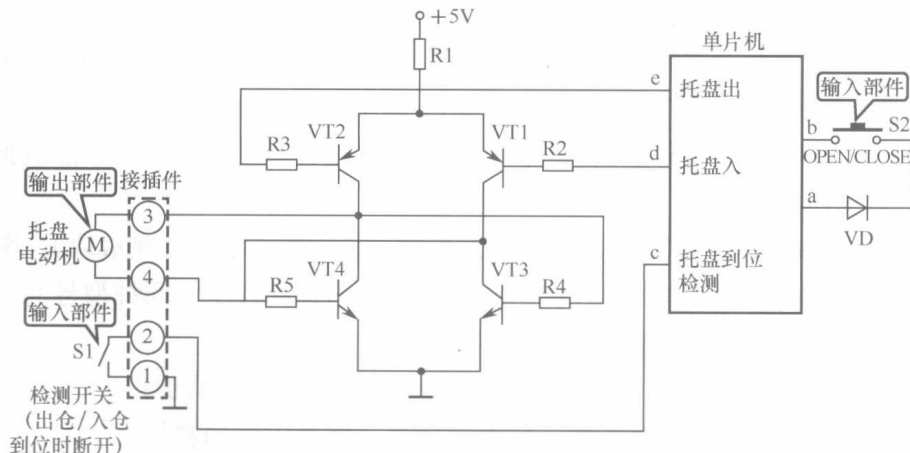 +5V
R1
单片机
e
托盘出
输入部件
b
S2
OPEN/CLOSE
VT2
VT1
R3
R2
d
托盘入
输出部件
接插件
3
a
VD
托盘
电动机
M
4
c
托盘到位
检测
VT4
VT3
R5
R4
输入部件
2
S1
1
检测开关
(出仓/入仓
到位时断开)